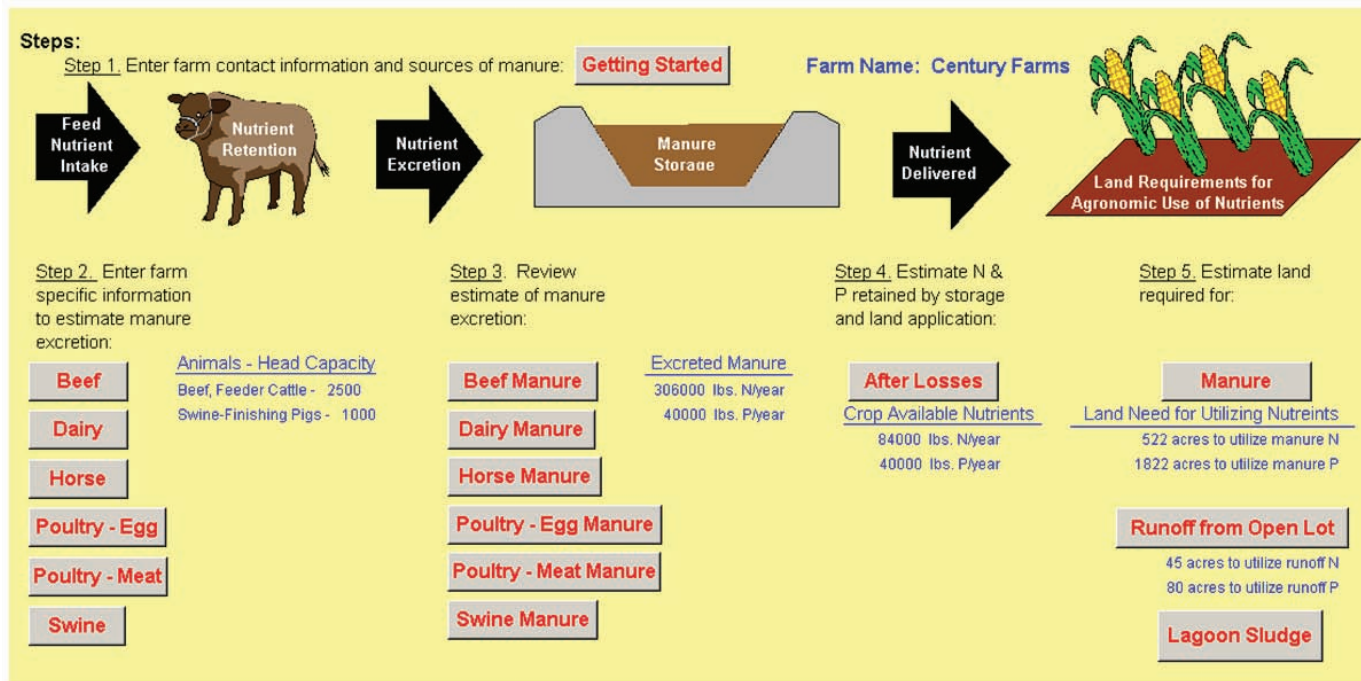 Steps:
Step 1. Enter farm contact information and sources of manure:
Getting Started
Farm Name: Century Farms
Feed
Nutrient
Intake
Nutrient
Retention
Nutrient
Excretion
Manure
Storage
Nutrient
Delivered
Land Requirements for
Agronomic Use of Nutrients
Step 2. Enter farm
specific information
to estimate manure
excretion:
Beef
Dairy
Horse
Poultry - Egg
Poultry - Meat
Swine
Animals - Head Capacity
Beef, Feeder Cattle - 2500
Swine-Finishing Pigs - 1000
Step 3. Review
estimate of manure
excretion:
Beef Manure
Dairy Manure
Horse Manure
Poultry - Egg Manure
Poultry - Meat Manure
Swine Manure
Excreted Manure
306000 lbs. N/year
40000 lbs. P/year
Step 4. Estimate N &
P retained by storage
and land application:
After Losses
Crop Available Nutrients
84000 lbs. N/year
40000 lbs. P/year
Step 5. Estimate land
required for:
Manure
Land Need for Utilizing Nutreints
522 acres to utilize manure N
1822 acres to utilize manure P
Runoff from Open Lot
45 acres to utilize runoff N
80 acres to utilize runoff P
Lagoon Sludge